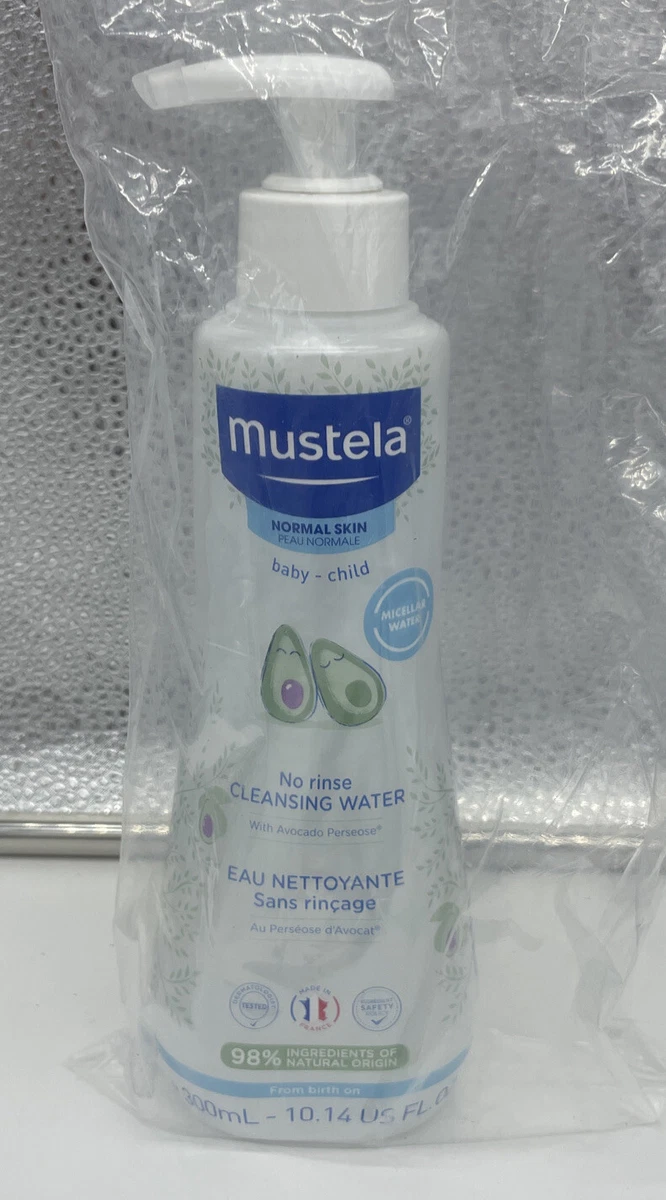 mustela®
NORMAL SKIN
PEAU NORMALE
baby - child
MICELLAR
WATER
No rinse
CLEANSING WATER
With Avocado Perseose®
EAU NETTOYANTE
Sans rinçage
Au Perséose d'Avocat®
TESTED
MADE IN
FRANCE
SAFETY
98% INGREDIENTS OF
NATURAL ORIGIN
From birth on
300mL - 10.14 US FL